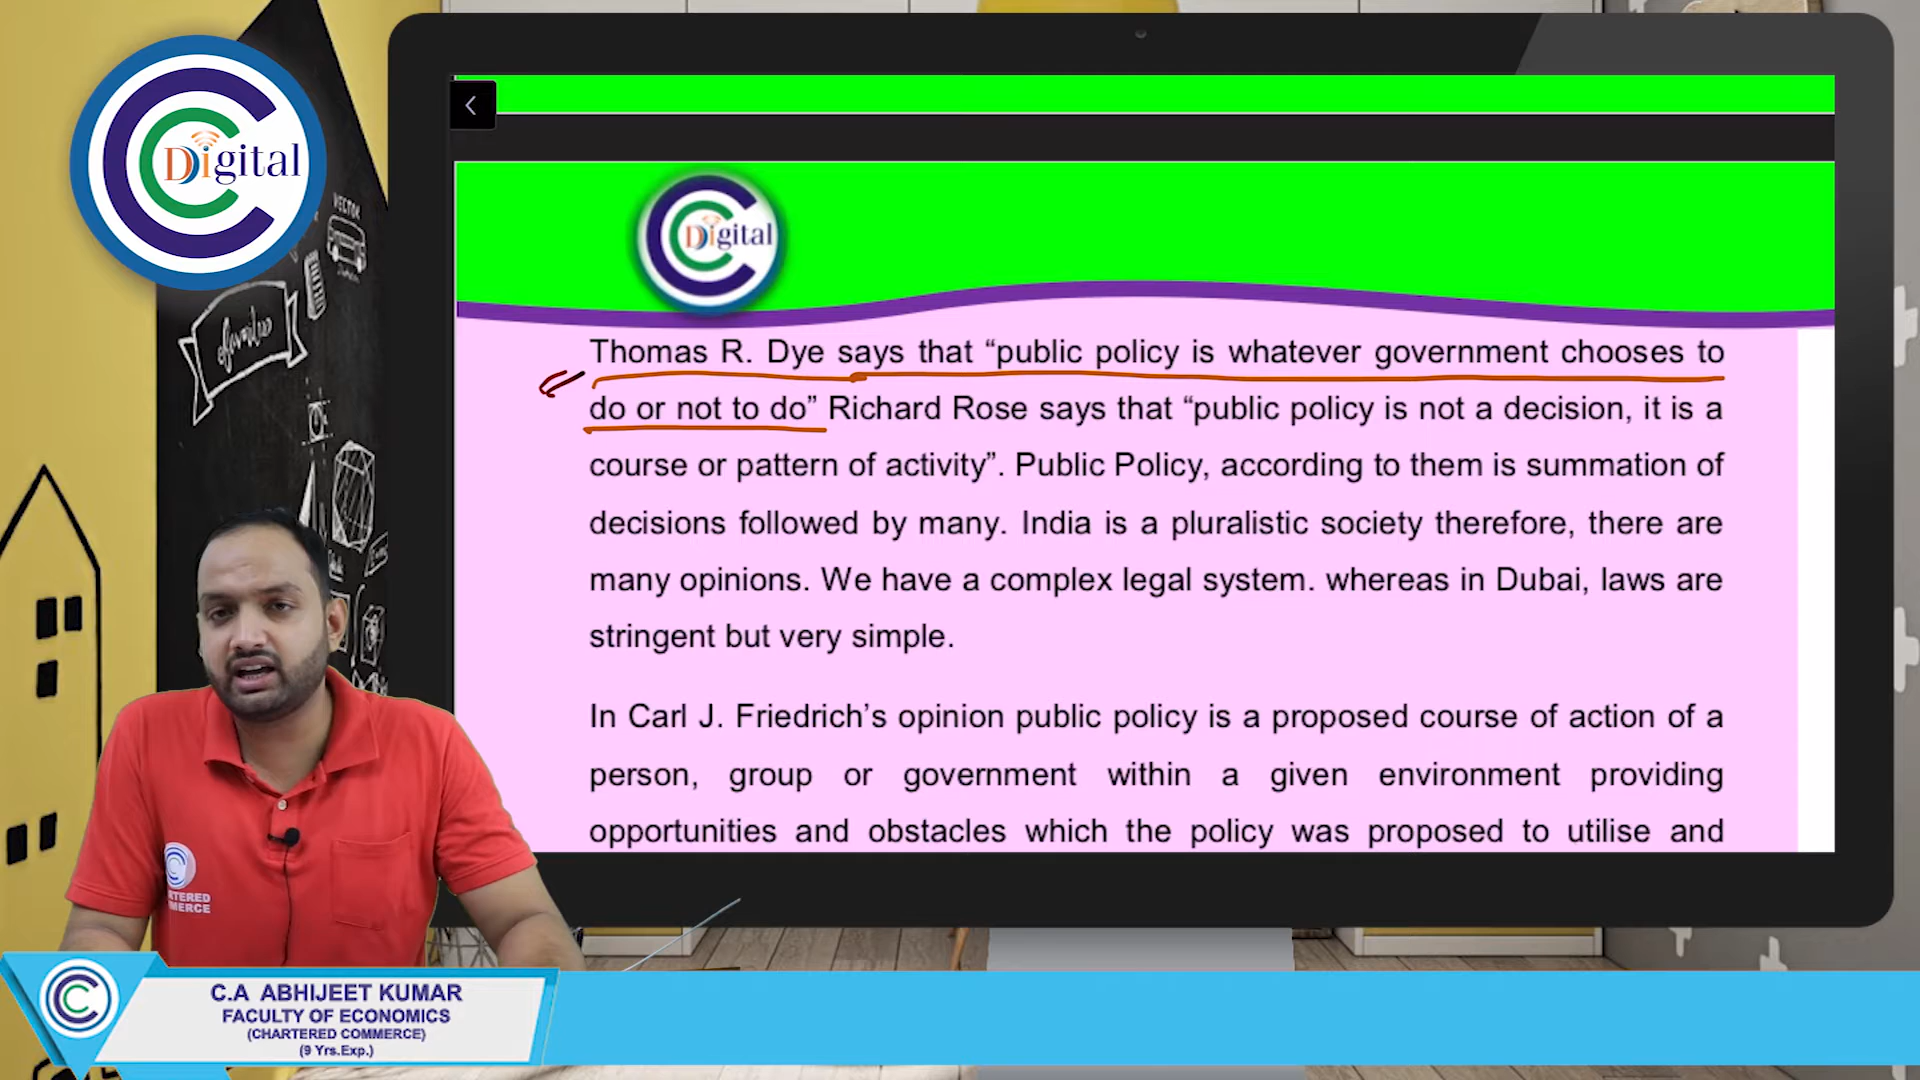 Digital
VECTOR
Digital
Thomas R. Dye says that “public policy is whatever government chooses to
do or not to do” Richard Rose says that “public policy is not a decision, it is a
course or pattern of activity”. Public Policy, according to them is summation of
decisions followed by many. India is a pluralistic society therefore, there are
many opinions. We have a complex legal system. whereas in Dubai, laws are
stringent but very simple.
In Carl J. Friedrich’s opinion public policy is a proposed course of action of a
person, group or government within a given environment providing
opportunities and obstacles which the policy was proposed to utilise and
C.A ABHIJEET KUMAR
FACULTY OF ECONOMICS
(CHARTERED COMMERCE)
(9 Yrs.Exp.)